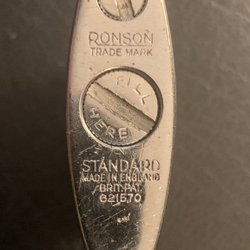 RONSON
TRADE MARK
FILL
HERE
STANDARD
MADE IN ENGLAND
BRIT. PAT.
621570